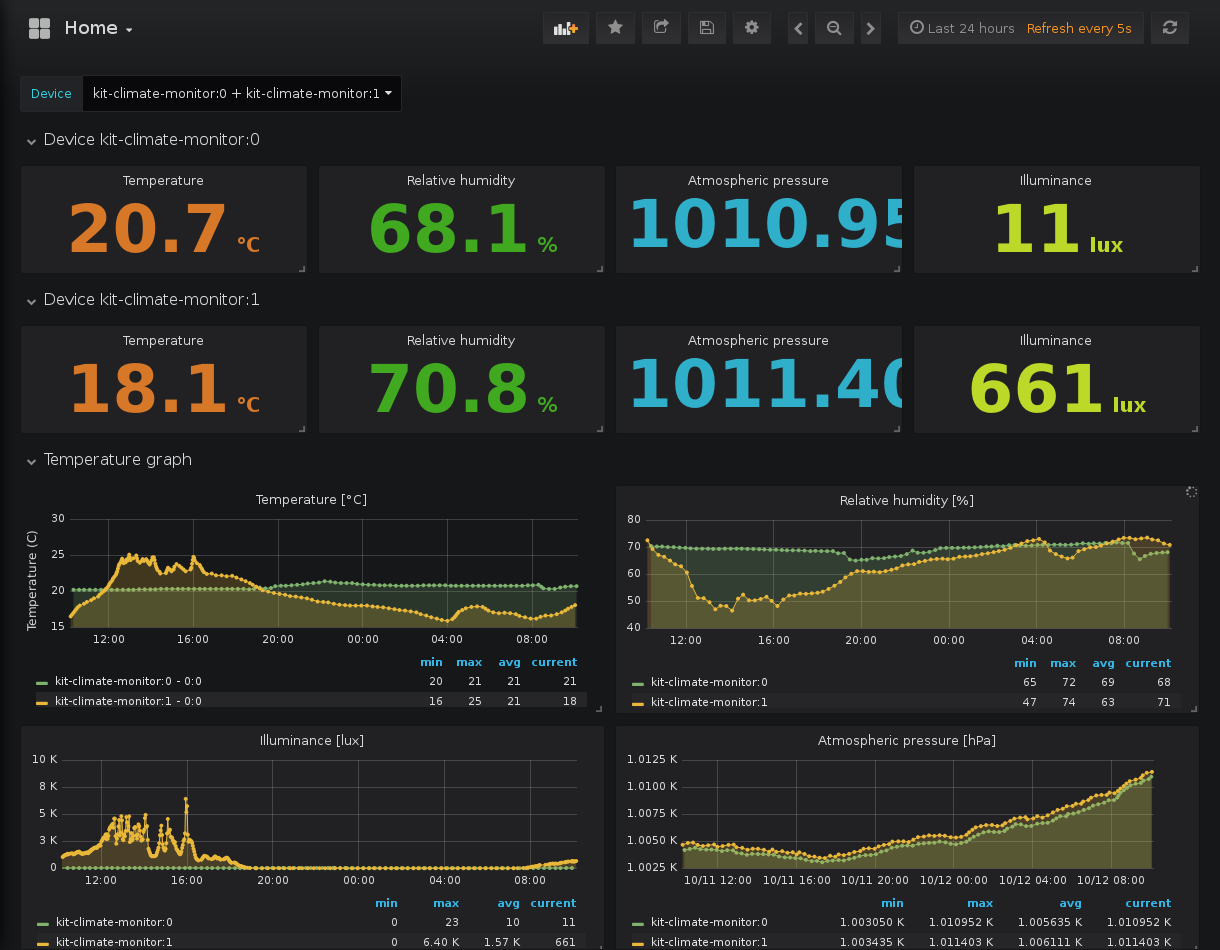 Home
Last 24 hours Refresh every 5s
Device kit-climate-monitor:0 + kit-climate-monitor:1
Device kit-climate-monitor:0
Temperature Relative humidity Atmospheric pressure Illuminance
20.7 °C 68.1 % 1010.95 11 lux
Device kit-climate-monitor:1
Temperature Relative humidity Atmospheric pressure Illuminance
18.1 °C 70.8 % 1011.40 661 lux
Temperature graph
Temperature [°C]
Temperature (C)
30
25
20
15
12:00 16:00 20:00 00:00 04:00 08:00
min max avg current
kit-climate-monitor:0 - 0:0 20 21 21 21
kit-climate-monitor:1 - 0:0 16 25 21 18
Relative humidity [%]
80
70
60
50
40
12:00 16:00 20:00 00:00 04:00 08:00
min max avg current
kit-climate-monitor:0 65 72 69 68
kit-climate-monitor:1 47 74 63 71
Illuminance [lux]
10 K
8 K
5 K
3 K
0
12:00 16:00 20:00 00:00 04:00 08:00
min max avg current
kit-climate-monitor:0 0 23 10 11
kit-climate-monitor:1 0 6.40 K 1.57 K 661
Atmospheric pressure [hPa]
1.0125 K
1.0100 K
1.0075 K
1.0050 K
1.0025 K
10/11 12:00 10/11 16:00 10/11 20:00 10/12 00:00 10/12 04:00 10/12 08:00
min max avg current
kit-climate-monitor:0 1.003050 K 1.010952 K 1.005635 K 1.010952 K
kit-climate-monitor:1 1.003435 K 1.011403 K 1.006111 K 1.011403 K